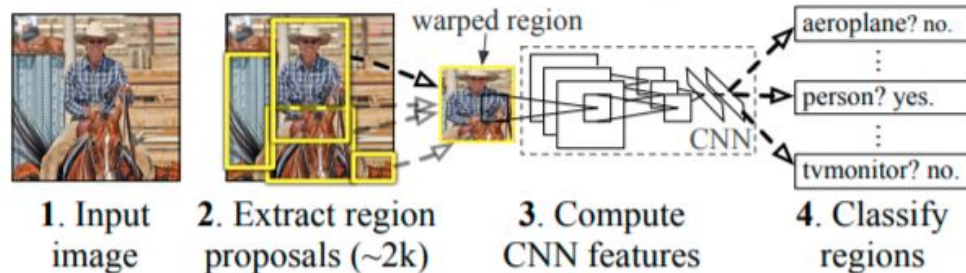 warped region
aeroplane? no.
⋮
person? yes.
⋮
tvmonitor? no.
CNN
1. Input
image
2. Extract region
proposals (~2k)
3. Compute
CNN features
4. Classify
regions